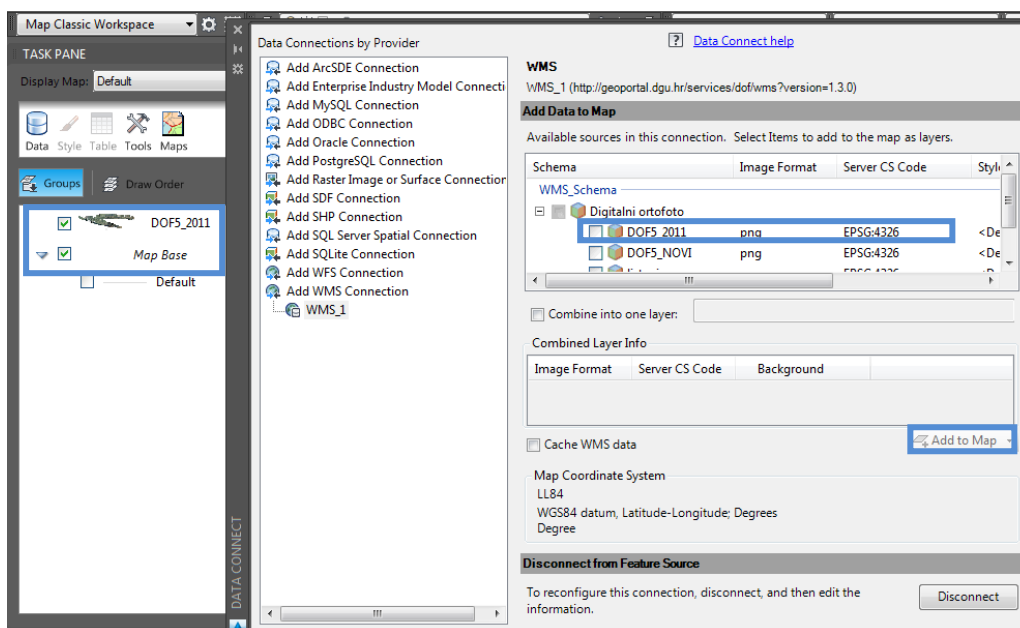 Map Classic Workspace
TASK PANE
Display Map: Default
Data Style Table Tools Maps
Groups Draw Order
DOF5_2011
Map Base
Default
DATA CONNECT
Data Connections by Provider
Add ArcSDE Connection
Add Enterprise Industry Model Connecti
Add MySQL Connection
Add ODBC Connection
Add Oracle Connection
Add PostgreSQL Connection
Add Raster Image or Surface Connection
Add SDF Connection
Add SHP Connection
Add SQL Server Spatial Connection
Add SQLite Connection
Add WFS Connection
Add WMS Connection
WMS_1
? Data Connect help
WMS
WMS_1 (http://geoportal.dgu.hr/services/dof/wms?version=1.3.0)
Add Data to Map
Available sources in this connection. Select Items to add to the map as layers.
Schema Image Format Server CS Code Style
WMS_Schema
Digitalni ortofoto
DOF5_2011 png EPSG:4326 <De
DOF5_NOVI png EPSG:4326 <De
Combine into one layer:
Combined Layer Info
Image Format Server CS Code Background
Cache WMS data
Add to Map
Map Coordinate System
LL84
WGS84 datum, Latitude-Longitude; Degrees
Degree
Disconnect from Feature Source
To reconfigure this connection, disconnect, and then edit the
information.
Disconnect